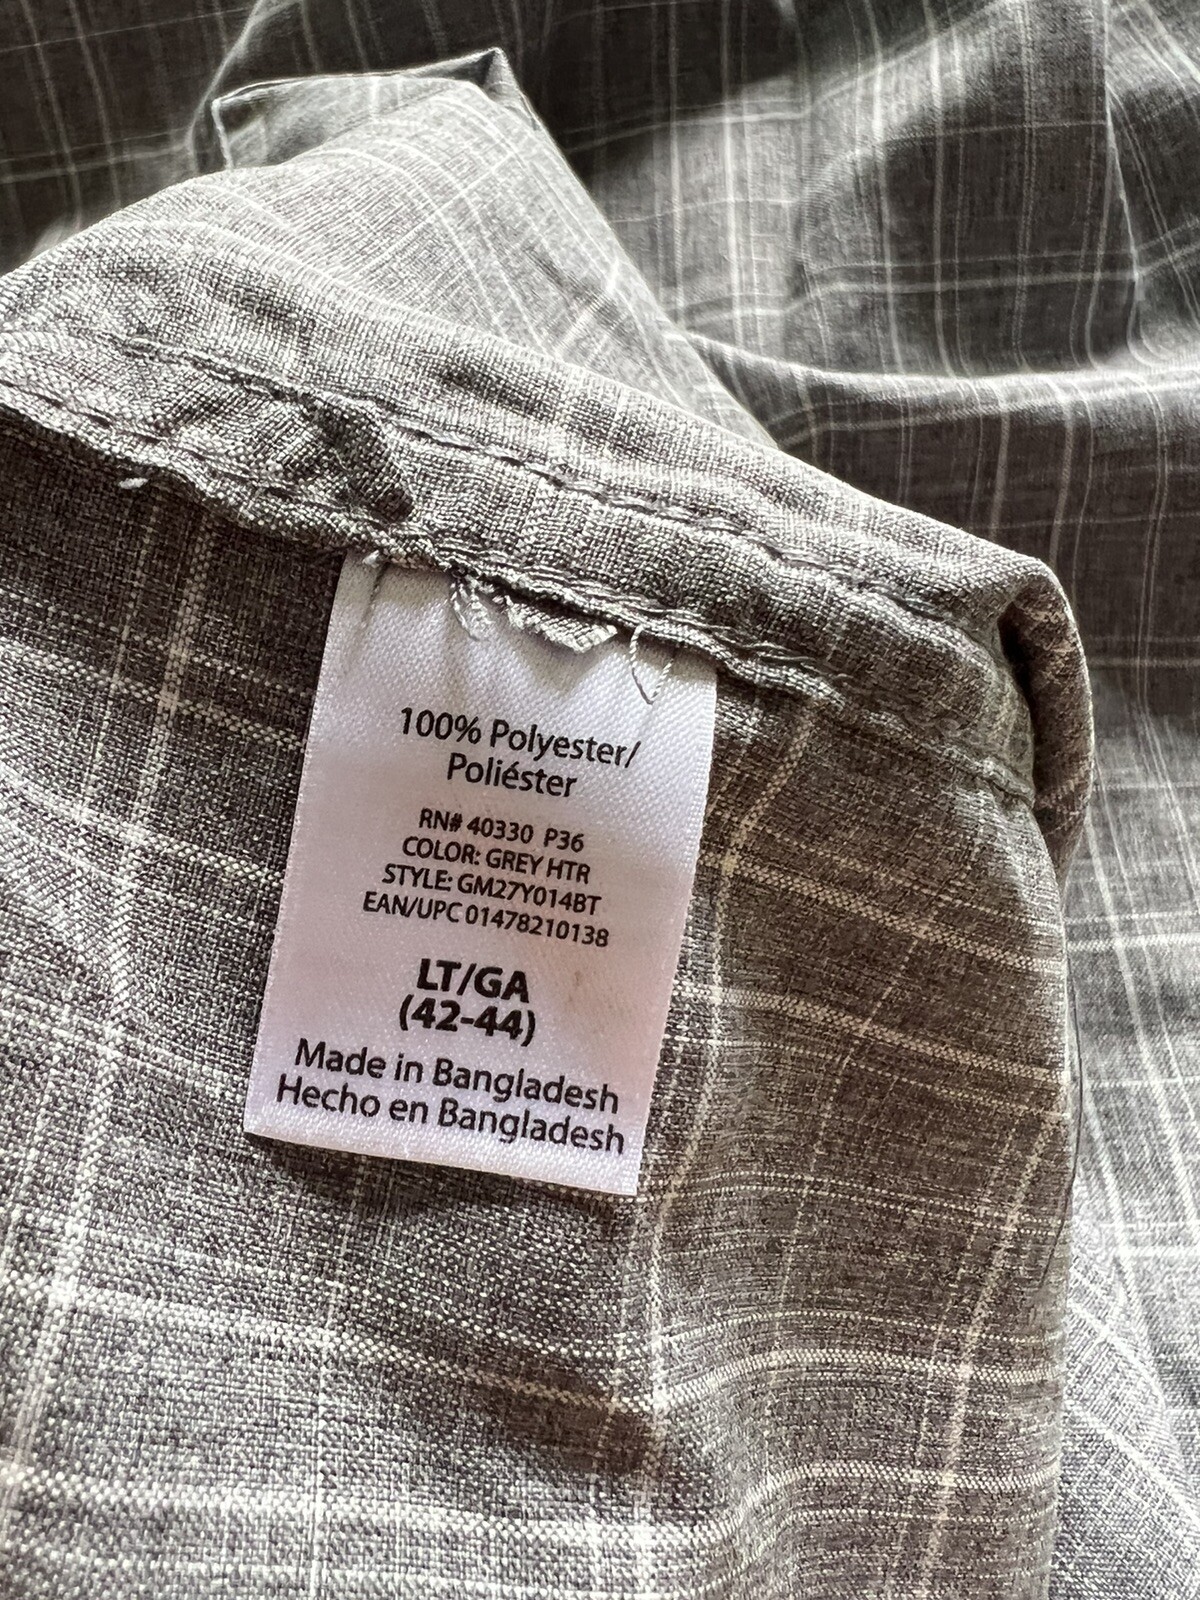 100% Polyester/
Poliéster
RN# 40330 P36
COLOR: GREY HTR
STYLE: GM27Y014BT
EAN/UPC 01478210138
LT/GA
(42-44)
Made in Bangladesh
Hecho en Bangladesh